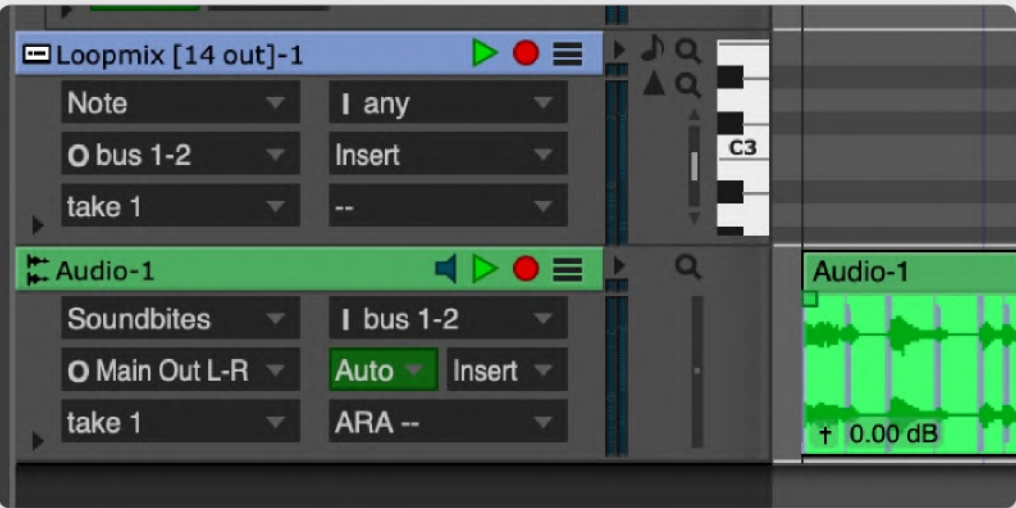 Loopmix [14 out]-1
Note
I any
O bus 1-2
Insert
take 1
--
C3
Audio-1
Audio-1
Soundbites
I bus 1-2
O Main Out L-R
Auto
Insert
take 1
ARA --
† 0.00 dB